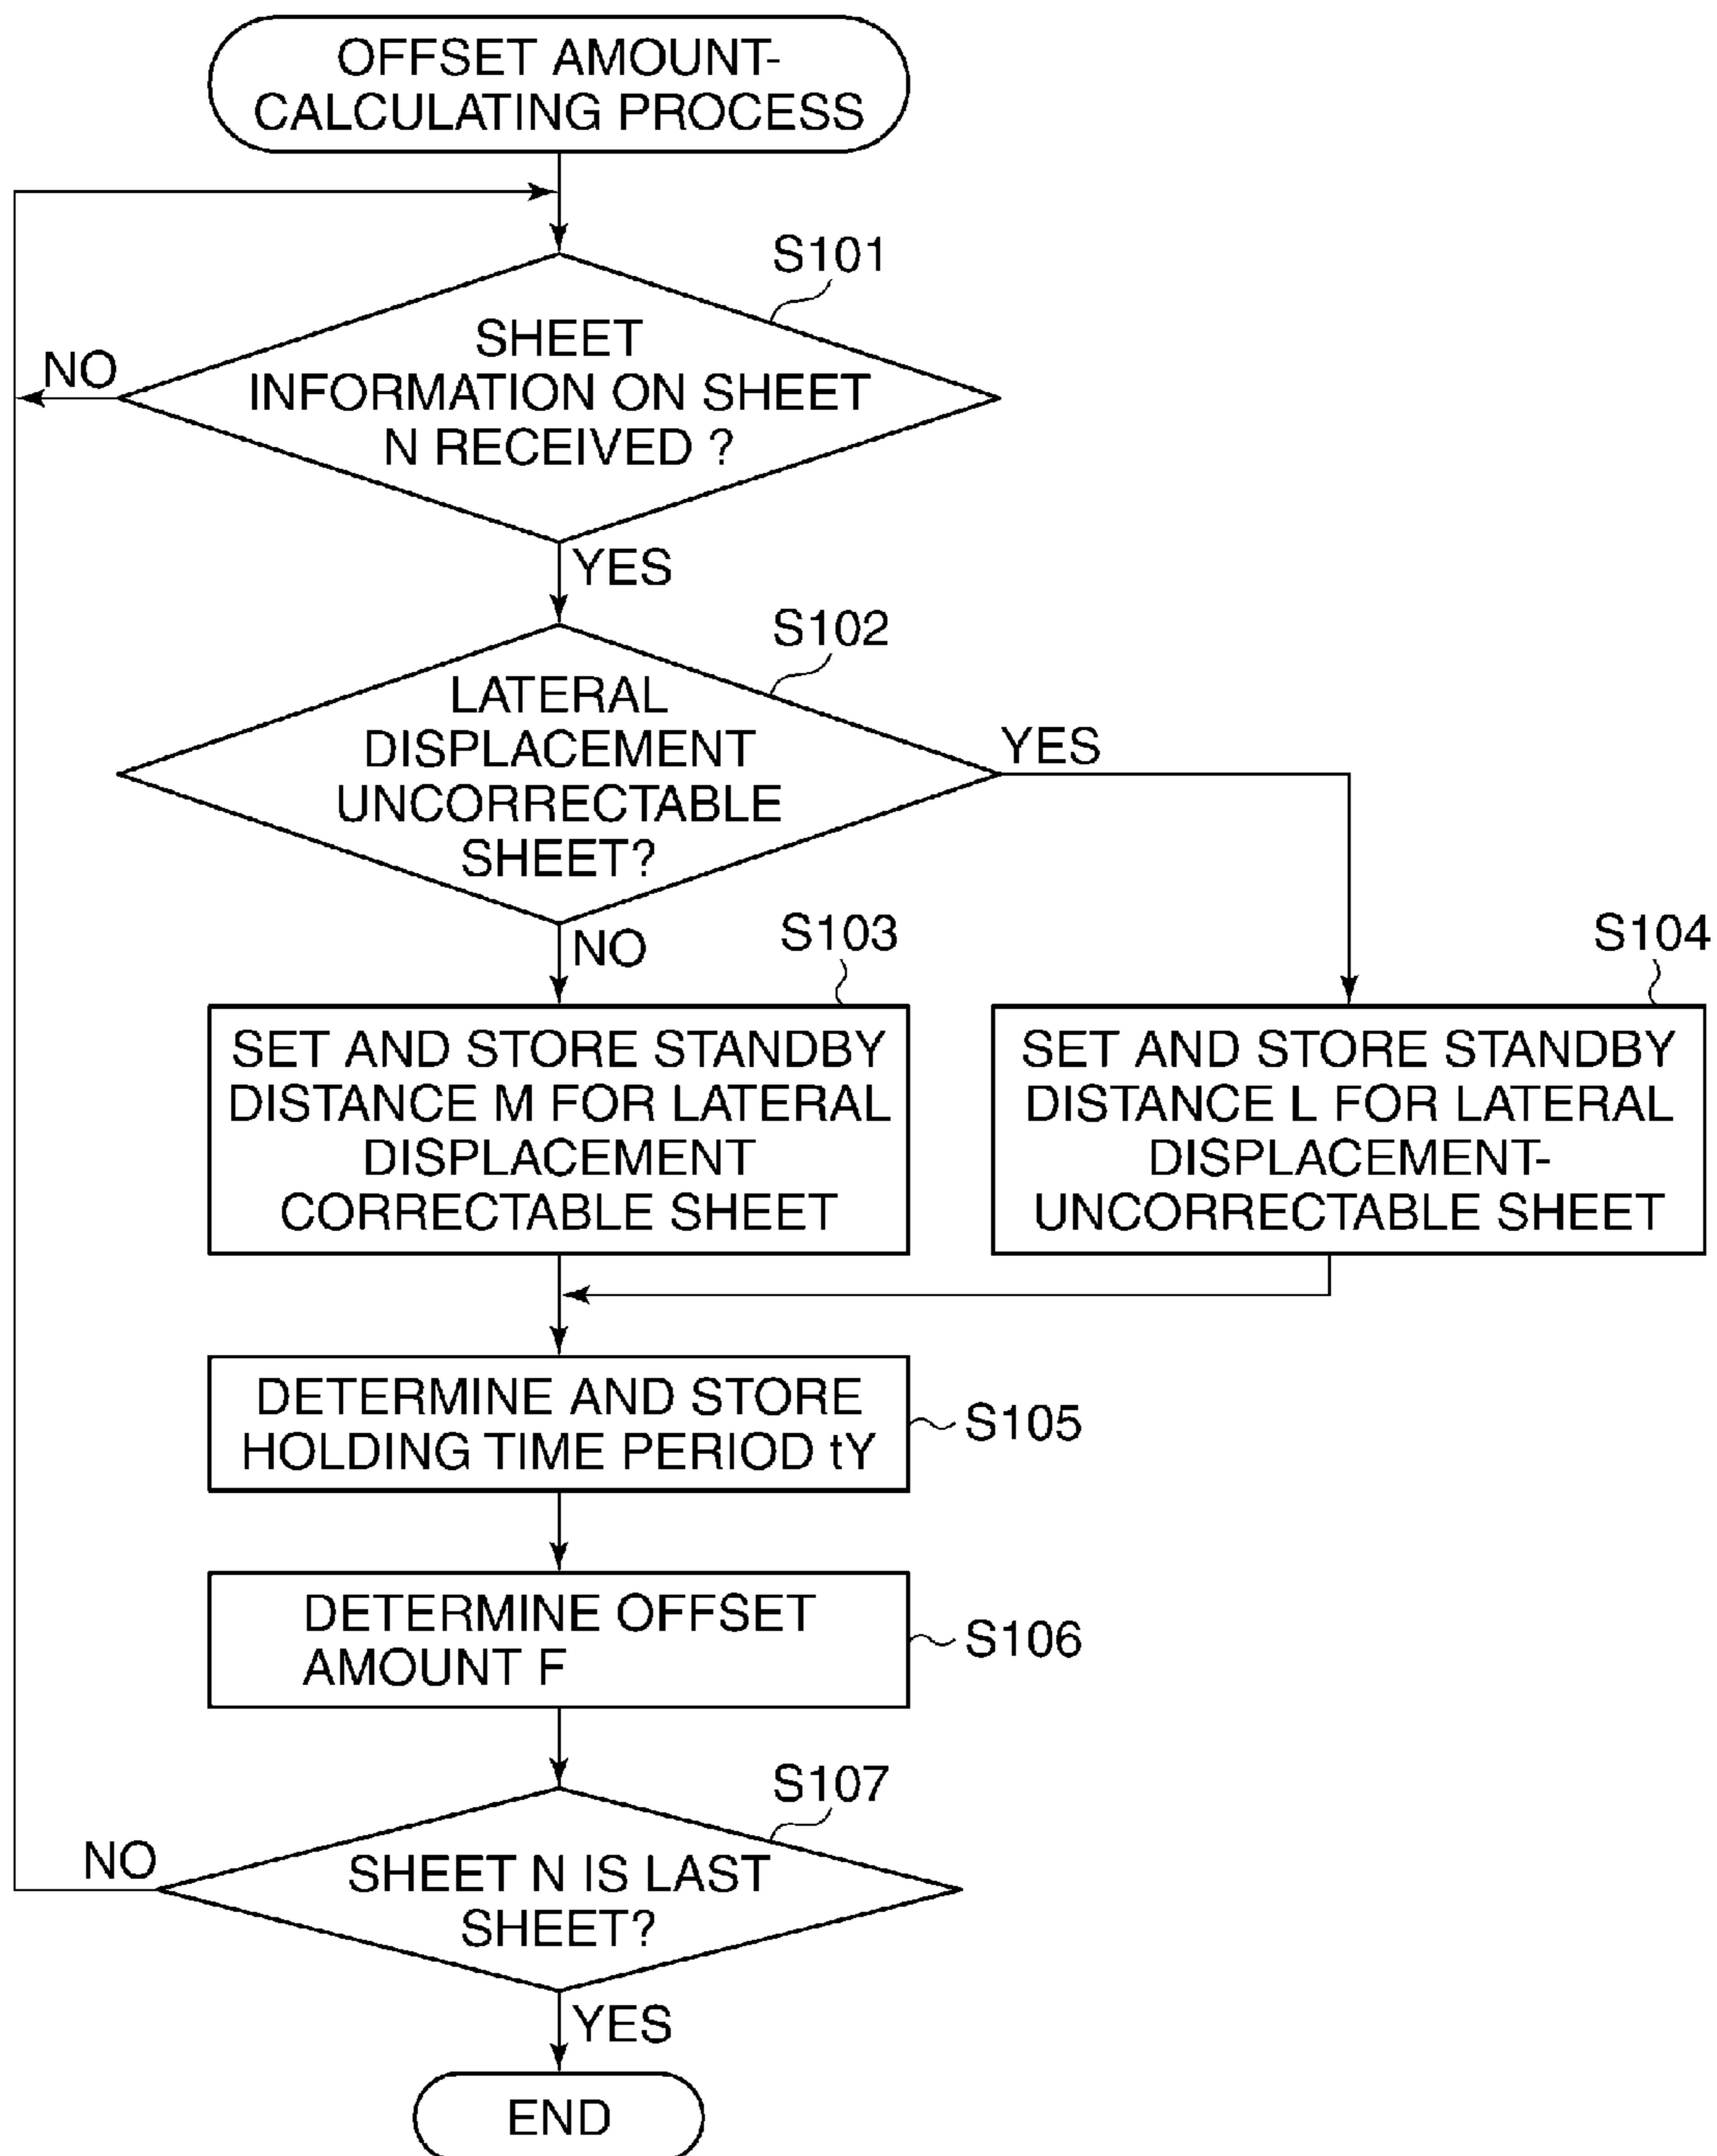 OFFSET AMOUNT-
CALCULATING PROCESS
S101
SHEET
INFORMATION ON SHEET
N RECEIVED ?
NO
YES
S102
LATERAL
DISPLACEMENT
UNCORRECTABLE
SHEET?
YES
NO
S103
SET AND STORE STANDBY
DISTANCE M FOR LATERAL
DISPLACEMENT
CORRECTABLE SHEET
S104
SET AND STORE STANDBY
DISTANCE L FOR LATERAL
DISPLACEMENT-
UNCORRECTABLE SHEET
DETERMINE AND STORE
HOLDING TIME PERIOD tY
S105
DETERMINE OFFSET
AMOUNT F
S106
S107
SHEET N IS LAST
SHEET?
NO
YES
END